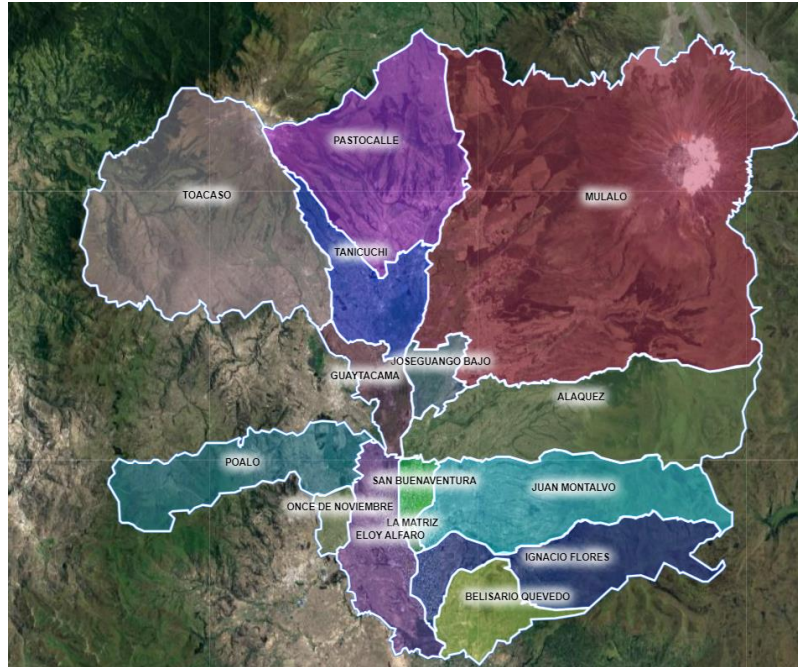 PASTOCALLE
TOACASO
MULALO
TANICUCHI
JOSEGUANGO BAJO
GUAYTACAMA
ALAQUEZ
POALO
SAN BUENAVENTURA
JUAN MONTALVO
ONCE DE NOVIEMBRE
LA MATRIZ
ELOY ALFARO
IGNACIO FLORES
BELISARIO QUEVEDO